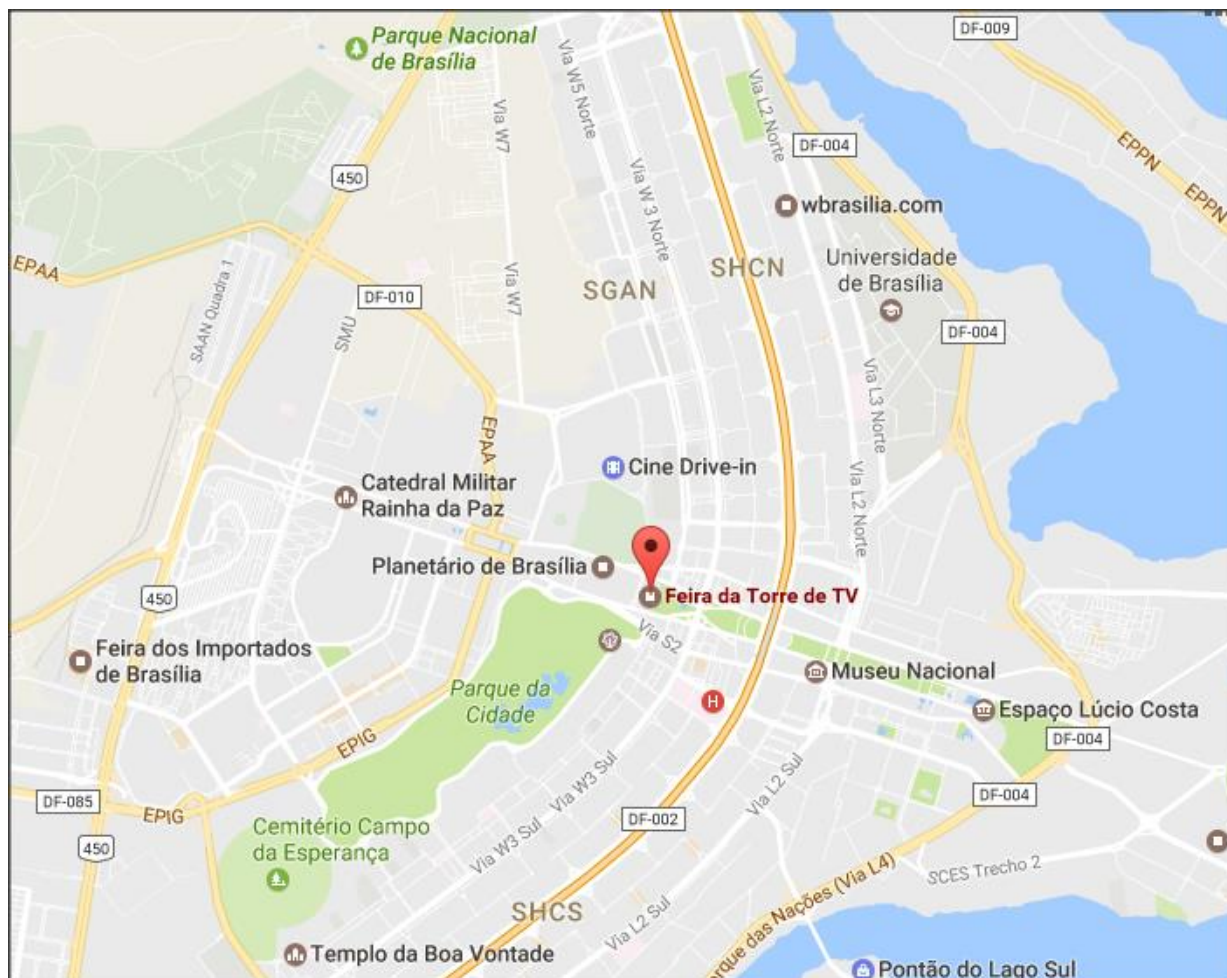 Parque Nacional
de Brasília
Via W5 Norte
Via W7
Via L2 Norte
DF-009
EPPN
EPPN
450
DF-004
Via W 3 Norte
wbrasilia.com
Universidade
de Brasília
EPAA
SAAN Quadra 1
SMU
DF-010
Via W7
SGAN
SHCN
DF-004
Via L3 Norte
EPAA
Cine Drive-in
Catedral Militar
Rainha da Paz
Via L2 Norte
Planetário de Brasília
Feira da Torre de TV
450
Via S2
Feira dos Importados
de Brasília
Museu Nacional
Parque da
Cidade
H
Espaço Lúcio Costa
DF-004
EPIG
Via W3 Sul
Via L2 Sul
DF-085
EPIG
DF-002
DF-004
Cemitério Campo
da Esperança
Via W3 Sul
450
SCES Trecho 2
SHCS
Via L2 Sul
Parque das Nações (Via L4)
Templo da Boa Vontade
Pontão do Lago Sul